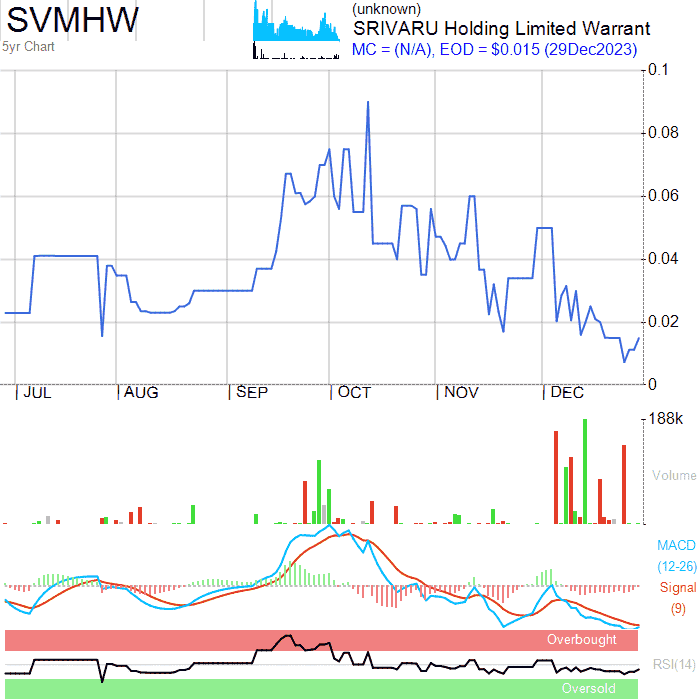 SVMHW
5yr Chart
(unknown)
SRIVARU Holding Limited Warrant
MC = (N/A), EOD = $0.015 (29Dec2023)
0.1
0.08
0.06
0.04
0.02
0
JUL AUG SEP OCT NOV DEC
188k
Volume
MACD
(12-26)
Signal
(9)
Overbought
RSI(14)
Oversold